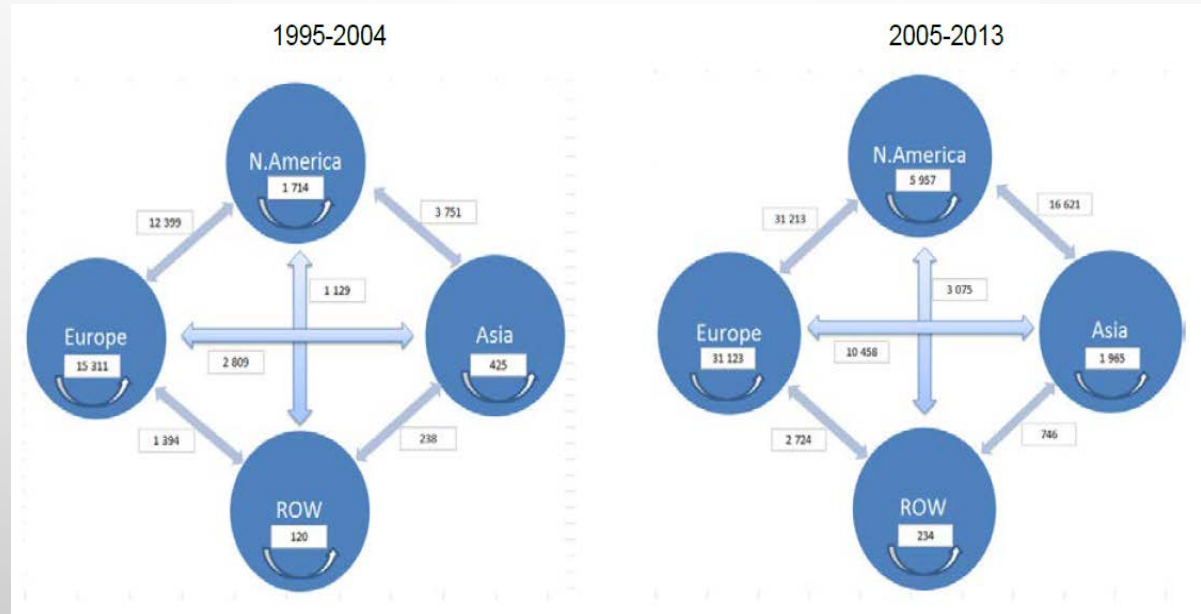 1995-2004
2005-2013
N.America
1 714
12 399
3 751
1 129
Europe
15 311
Asia
425
2 809
1 394
238
ROW
120
N.America
5 957
31 213
16 621
3 075
Europe
31 123
Asia
1 965
10 458
2 724
746
ROW
234